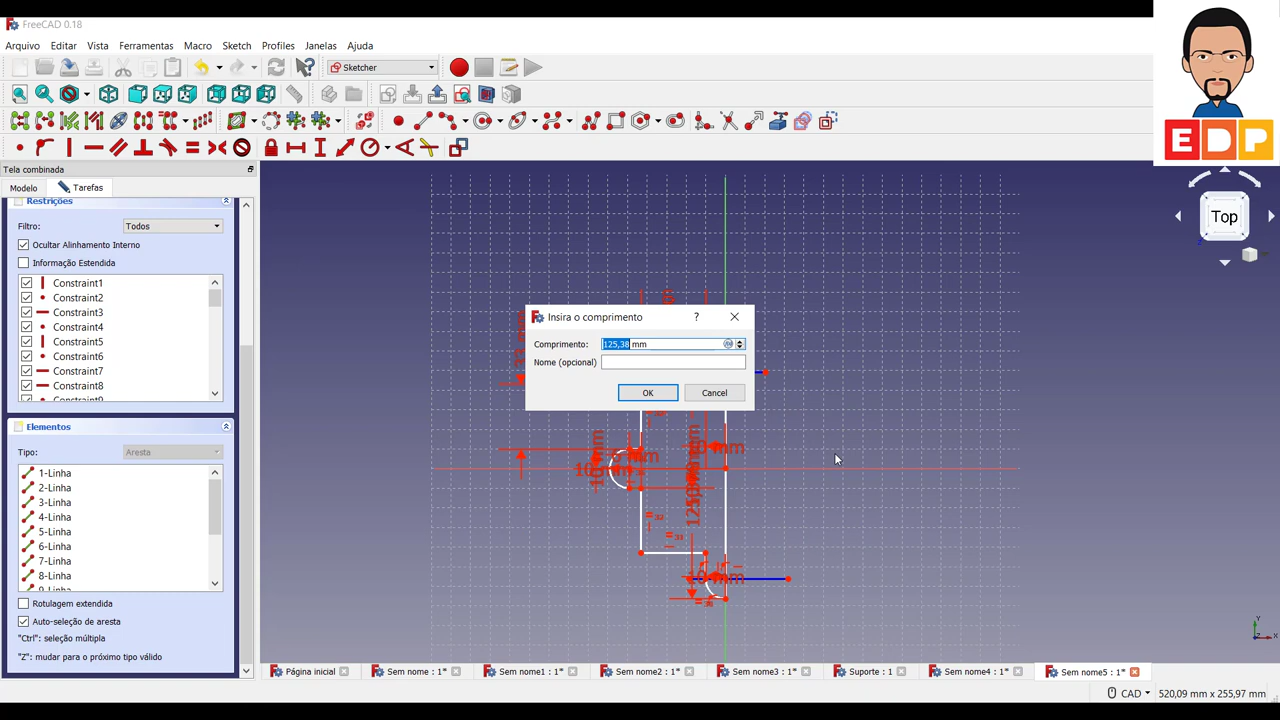 FreeCAD 0.18
Arquivo Editar Vista Ferramentas Macro Sketch Profiles Janelas Ajuda
Sketcher
EDP
Tela combinada
Modelo Tarefas
Restrições
Filtro: Todos
Ocultar Alinhamento Interno
Informação Estendida
Constraint1
Constraint2
Constraint3
Constraint4
Constraint5
Constraint6
Constraint7
Constraint8
Elementos
Tipo: Aresta
1-Linha
2-Linha
3-Linha
4-Linha
5-Linha
6-Linha
7-Linha
8-Linha
Rotulagem estendida
Auto-seleção de aresta
"Ctrl": seleção múltipla
"Z": mudar para o próximo tipo válido
Insira o comprimento ?
Comprimento: 125,38 mm
Nome (opcional)
OK Cancel
Top
Página inicial Sem nome : 1* Sem nome1 : 1* Sem nome2 : 1* Sem nome3 : 1* Suporte : 1 Sem nome4 : 1* Sem nome5 : 1*
CAD 520,09 mm x 255,97 mm